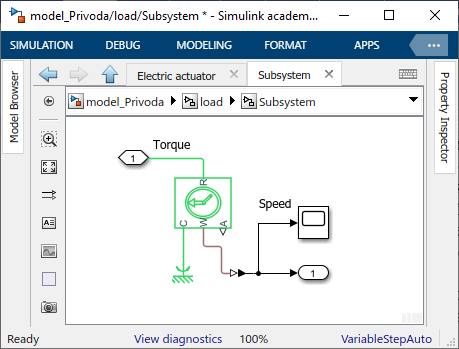 model_Privoda/load/Subsystem * - Simulink academ...
SIMULATION DEBUG MODELING FORMAT APPS
Electric actuator Subsystem
Model Browser
model_Privoda load Subsystem
Property Inspector
Torque
1
R
C W A
Speed
1
Ready View diagnostics 100% VariableStepAuto